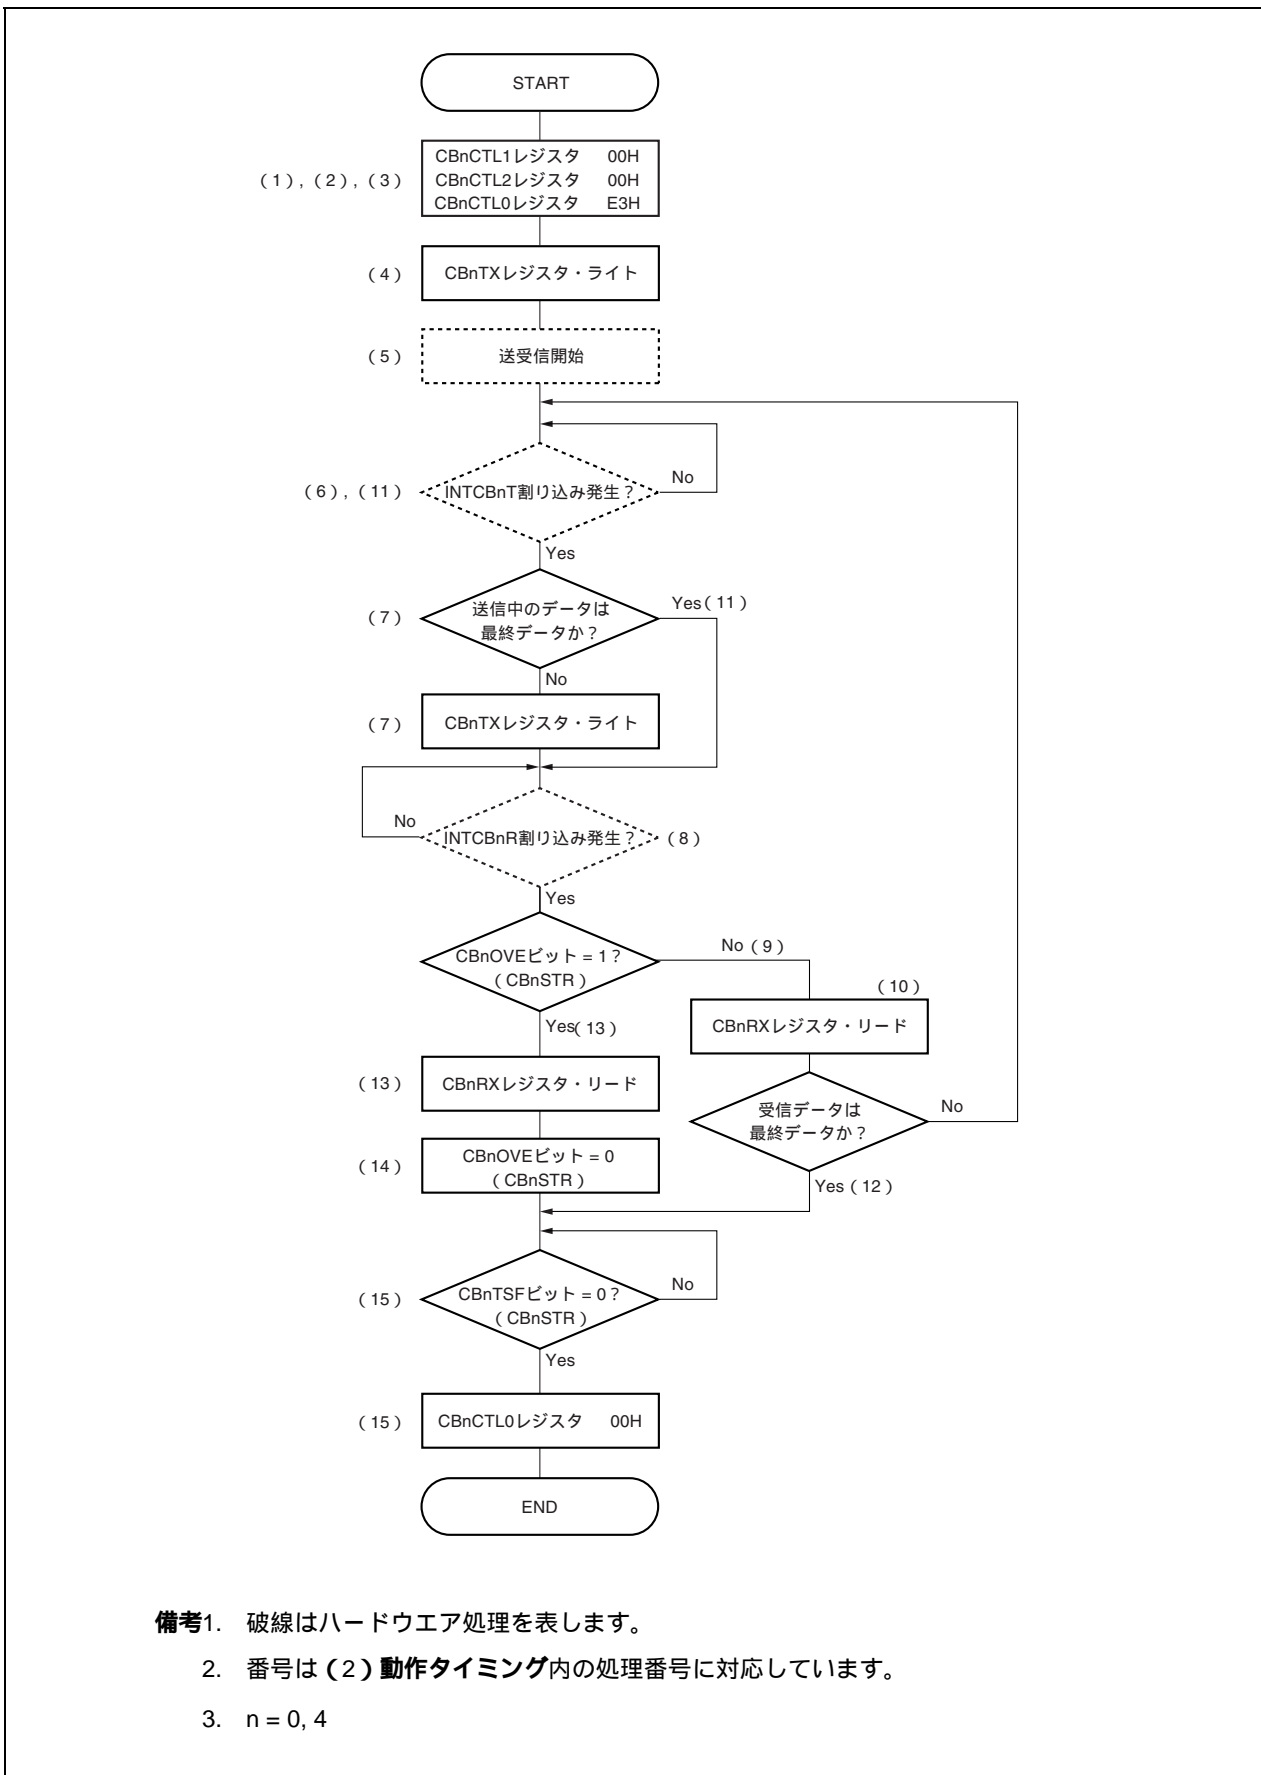 START
CBnCTL1レジスタ 00H
(1), (2), (3) CBnCTL2レジスタ 00H
CBnCTL0レジスタ E3H
(4) CBnTXレジスタ・ライト
(5) 送受信開始
(6), (11) INTCBnT割り込み発生? No
Yes
(7) 送信中のデータは
最終データか?
Yes(11)
No
(7) CBnTXレジスタ・ライト
No INTCBnR割り込み発生? (8)
Yes
CBnOVEビット = 1?
(CBnSTR)
No (9)
Yes(13)
(10)
CBnRXレジスタ・リード
(13) CBnRXレジスタ・リード
受信データは
最終データか?
No
Yes (12)
(14) CBnOVEビット = 0
(CBnSTR)
(15) CBnTSFビット = 0?
(CBnSTR)
No
Yes
(15) CBnCTL0レジスタ 00H
END
備考1. 破線はハードウエア処理を表します。
2. 番号は(2)動作タイミング内の処理番号に対応しています。
3. n = 0, 4